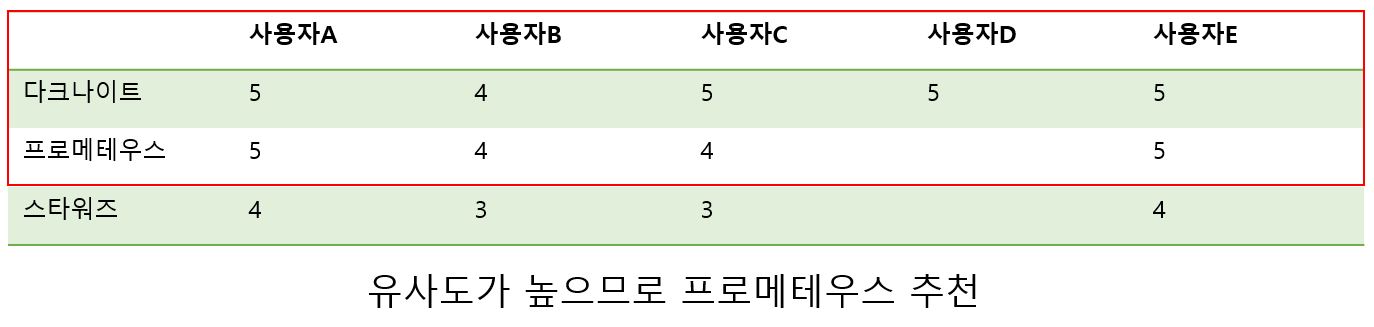 사용자A 사용자B 사용자C 사용자D 사용자E
다크나이트 5 4 5 5 5
프로메테우스 5 4 4 5
스타워즈 4 3 3 4
유사도가 높으므로 프로메테우스 추천